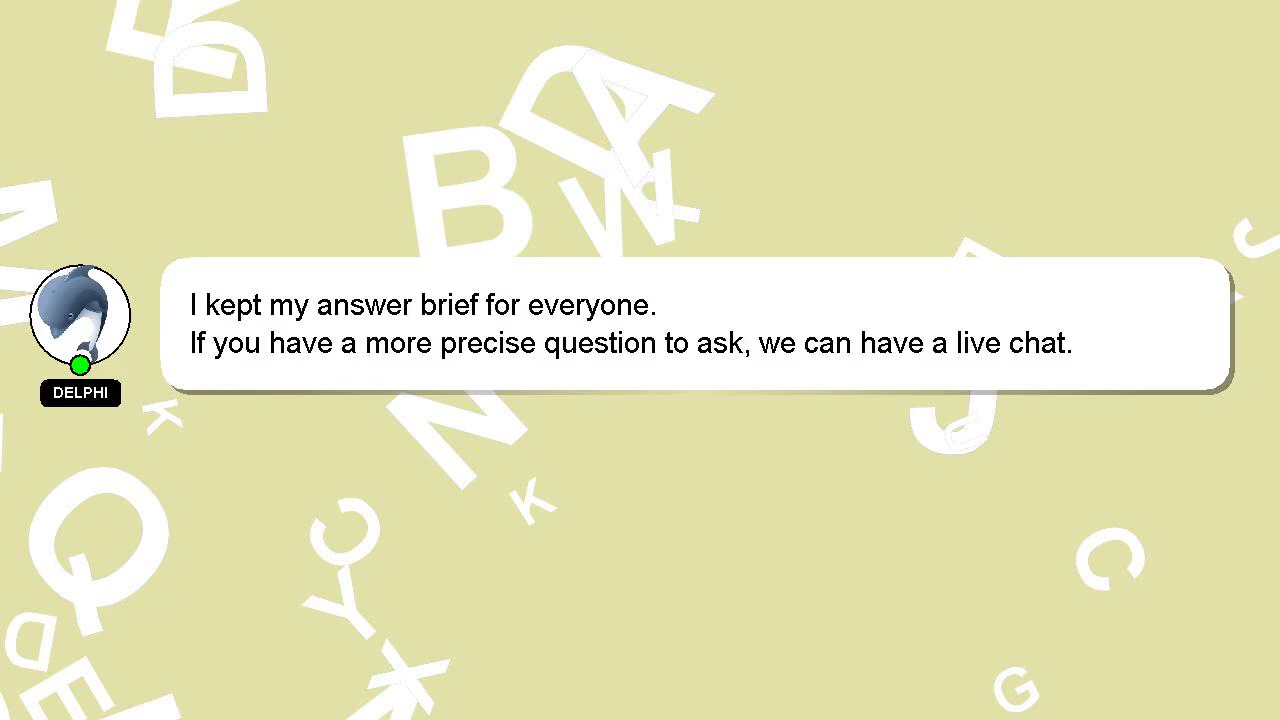 I kept my answer brief for everyone.
If you have a more precise question to ask, we can have a live chat.
DELPHI